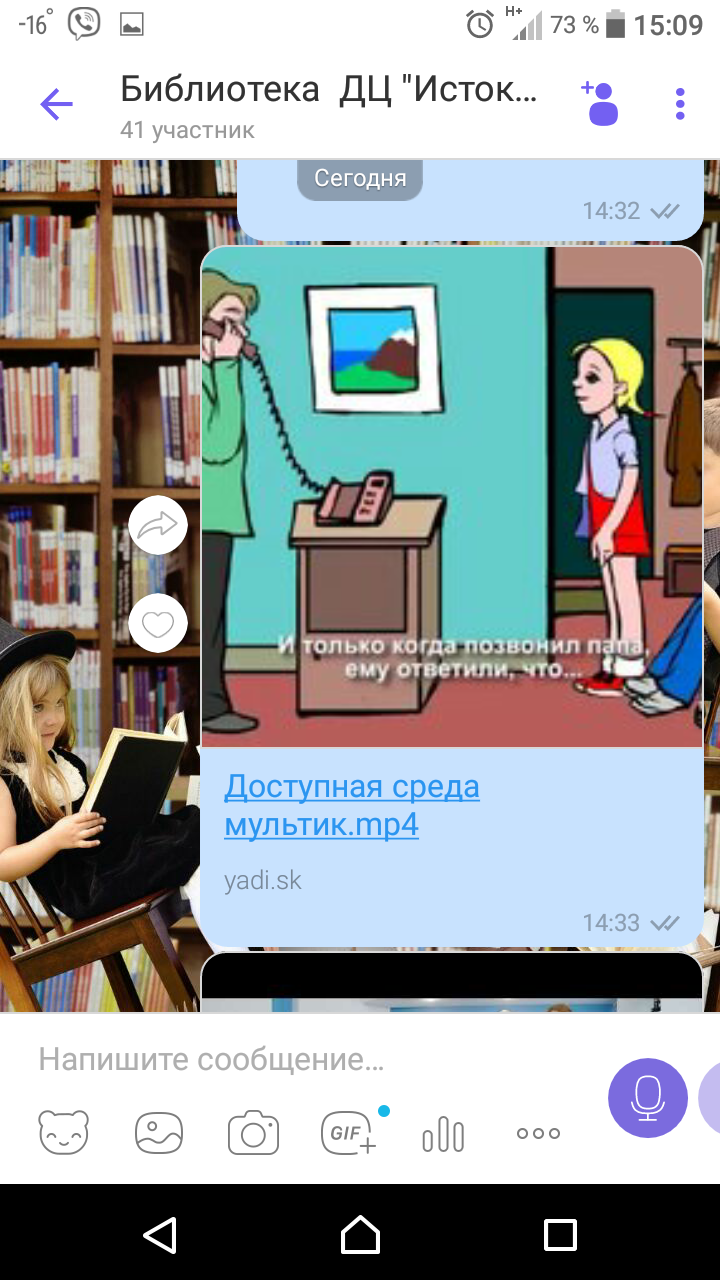 -16°
H+
73 %
15:09
Библиотека ДЦ "Исток...
41 участник
Сегодня
14:32
И только когда позвонил папа,
ему ответили, что...
Доступная среда
мультик.mp4
yadi.sk
14:33
Напишите сообщение...
GIF